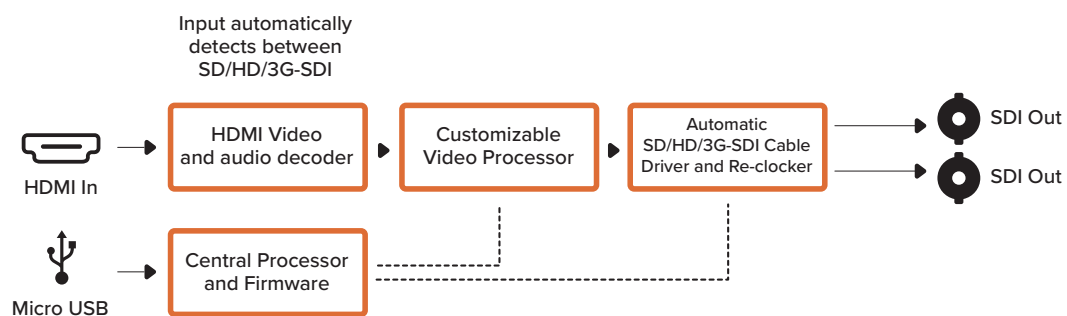 Input automatically
detects between
SD/HD/3G-SDI
HDMI In
HDMI Video
and audio decoder
Customizable
Video Processor
Automatic
SD/HD/3G-SDI Cable
Driver and Re-clocker
SDI Out
SDI Out
Micro USB
Central Processor
and Firmware